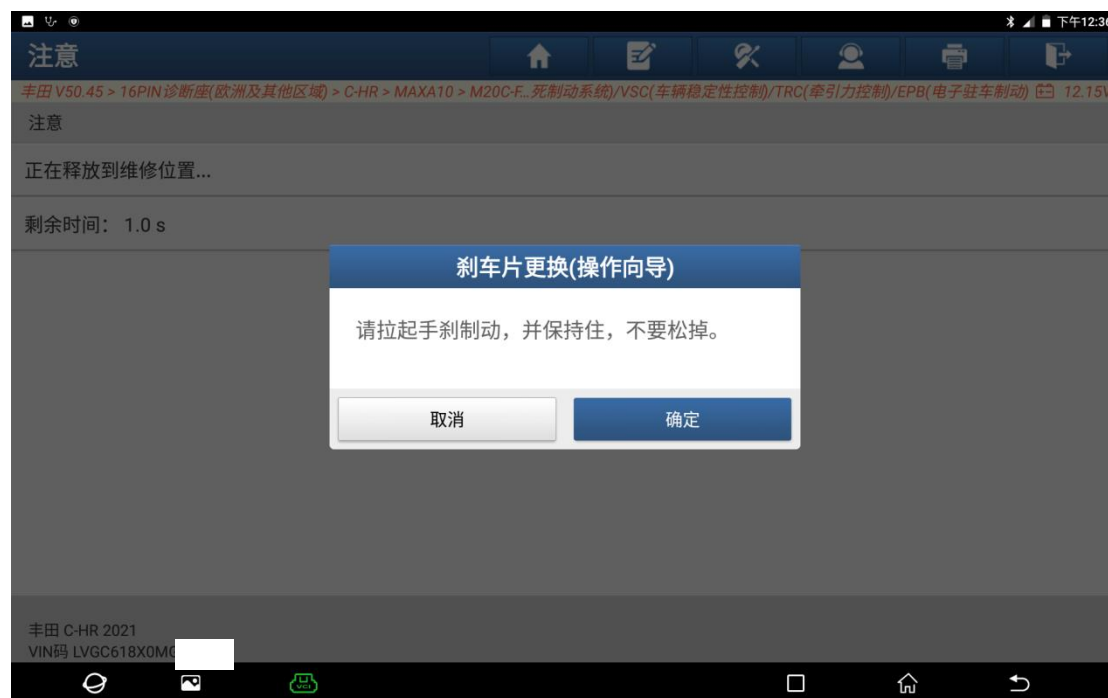 下午12:36
注意
丰田 V50.45 > 16PIN诊断座(欧洲及其他区域) > C-HR > MAXA10 > M20C-F...死制动系统)/VSC(车辆稳定性控制)/TRC(牵引力控制)/EPB(电子驻车制动) 12.15V
注意
正在释放到维修位置...
剩余时间： 1.0 s
刹车片更换(操作向导)
请拉起手刹制动，并保持住，不要松掉。
取消
确定
丰田 C-HR 2021
VIN码 LVGC618X0M
VCI